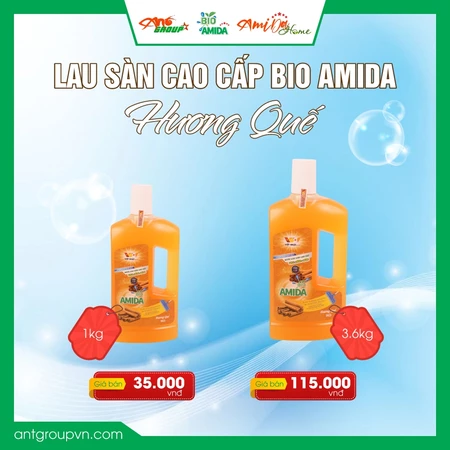 ANT GROUP
BIO AMIDA
AmiDa Home
LAU SÀN CAO CẤP BIO AMIDA
Hương Quế
AMIDA
AMIDA
1kg
3.6kg
Giá bán 35.000 vnđ
Giá bán 115.000 vnđ
antgroupvn.com